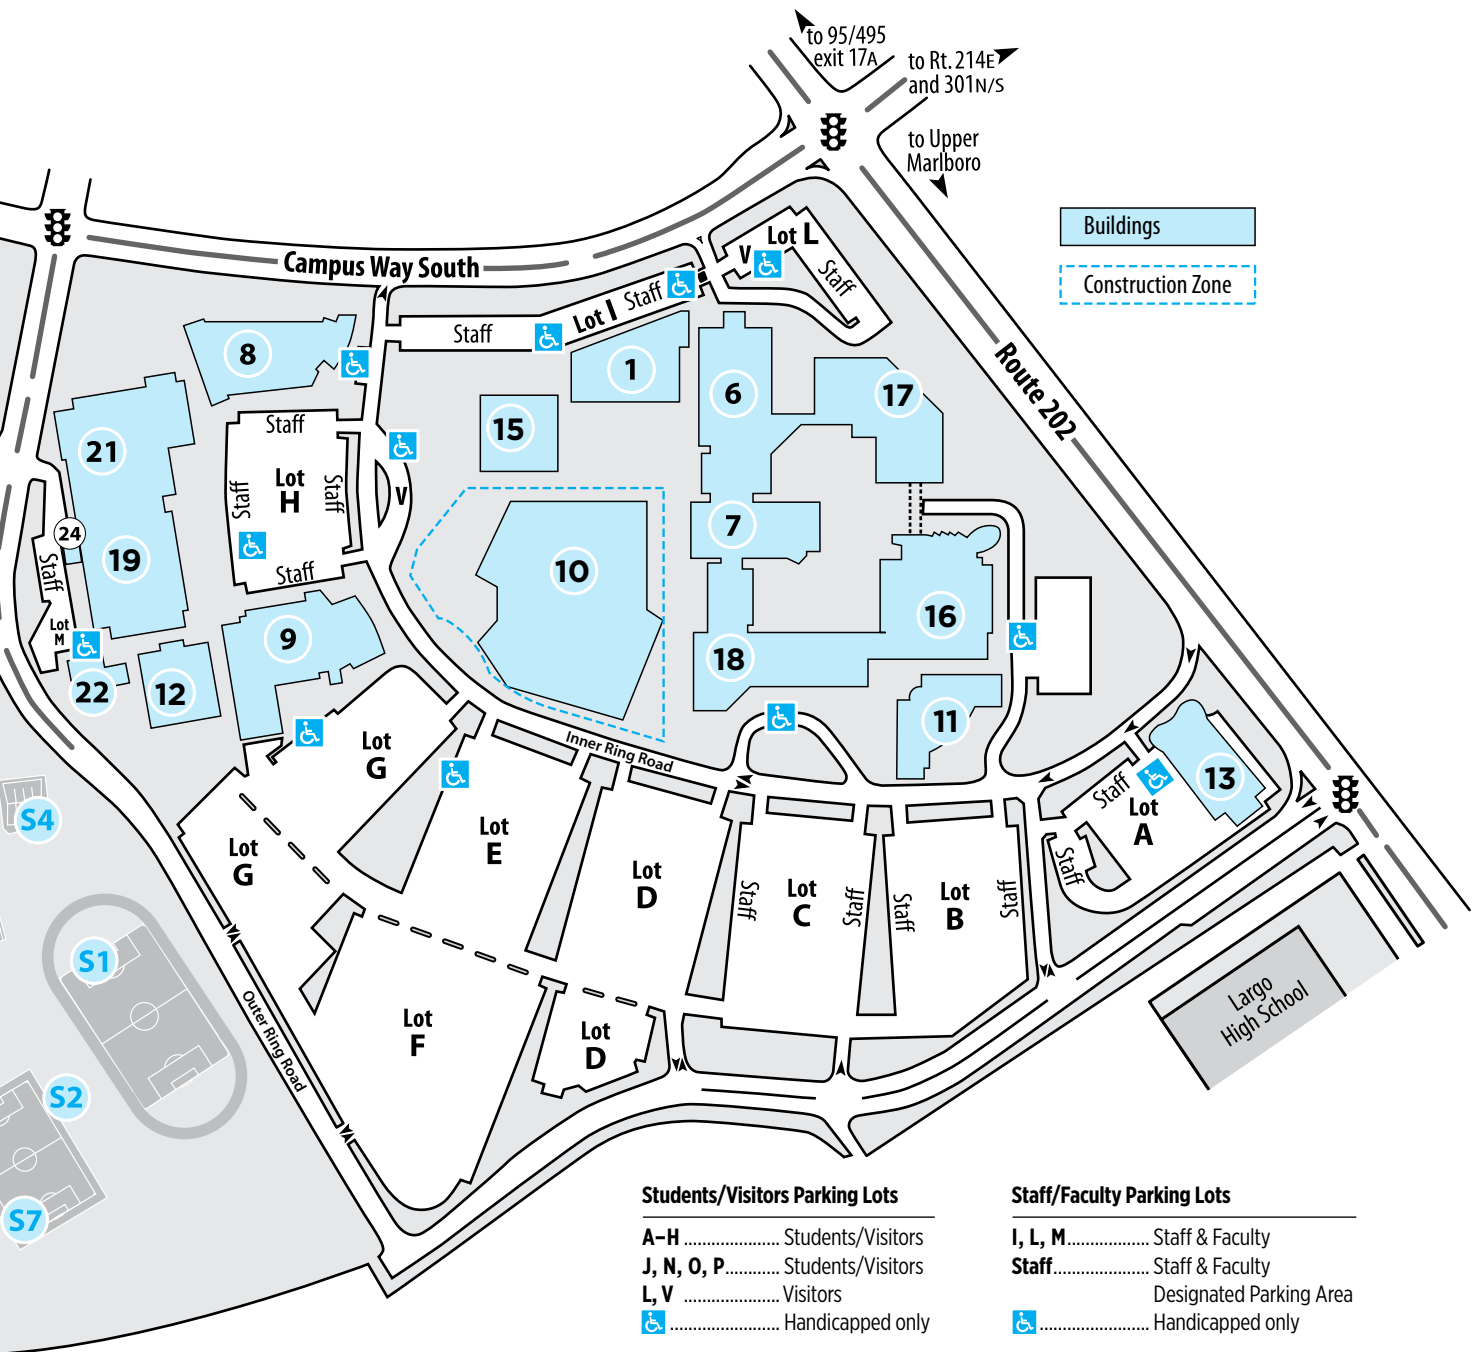 to 95/495
exit 17A
to Rt. 214E
and 301N/S
to Upper
Marlboro
Buildings
Construction Zone
Campus Way South
Route 202
Lot L
V
Staff
Lot I
Staff
Staff
8
1
6
17
15
21
Staff
Lot
H
Staff
Staff
Staff
V
24
19
7
10
16
Staff
Lot
M
9
18
22
12
11
13
Inner Ring Road
Lot
G
Staff
Lot
A
Staff
S4
Lot
G
Lot
E
Lot
D
Staff
Lot
C
Staff
Staff
Lot
B
Staff
S1
Outer Ring Road
Lot
F
Lot
D
Largo
High School
S2
S7
Students/Visitors Parking Lots
A–H ..................... Students/Visitors
J, N, O, P............ Students/Visitors
L, V ..................... Visitors
........................ Handicapped only
Staff/Faculty Parking Lots
I, L, M.................. Staff & Faculty
Staff..................... Staff & Faculty
Designated Parking Area
........................ Handicapped only